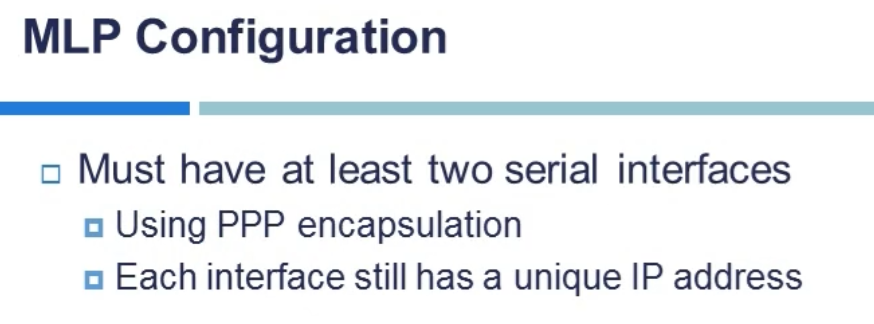 MLP Configuration
Must have at least two serial interfaces
Using PPP encapsulation
Each interface still has a unique IP address